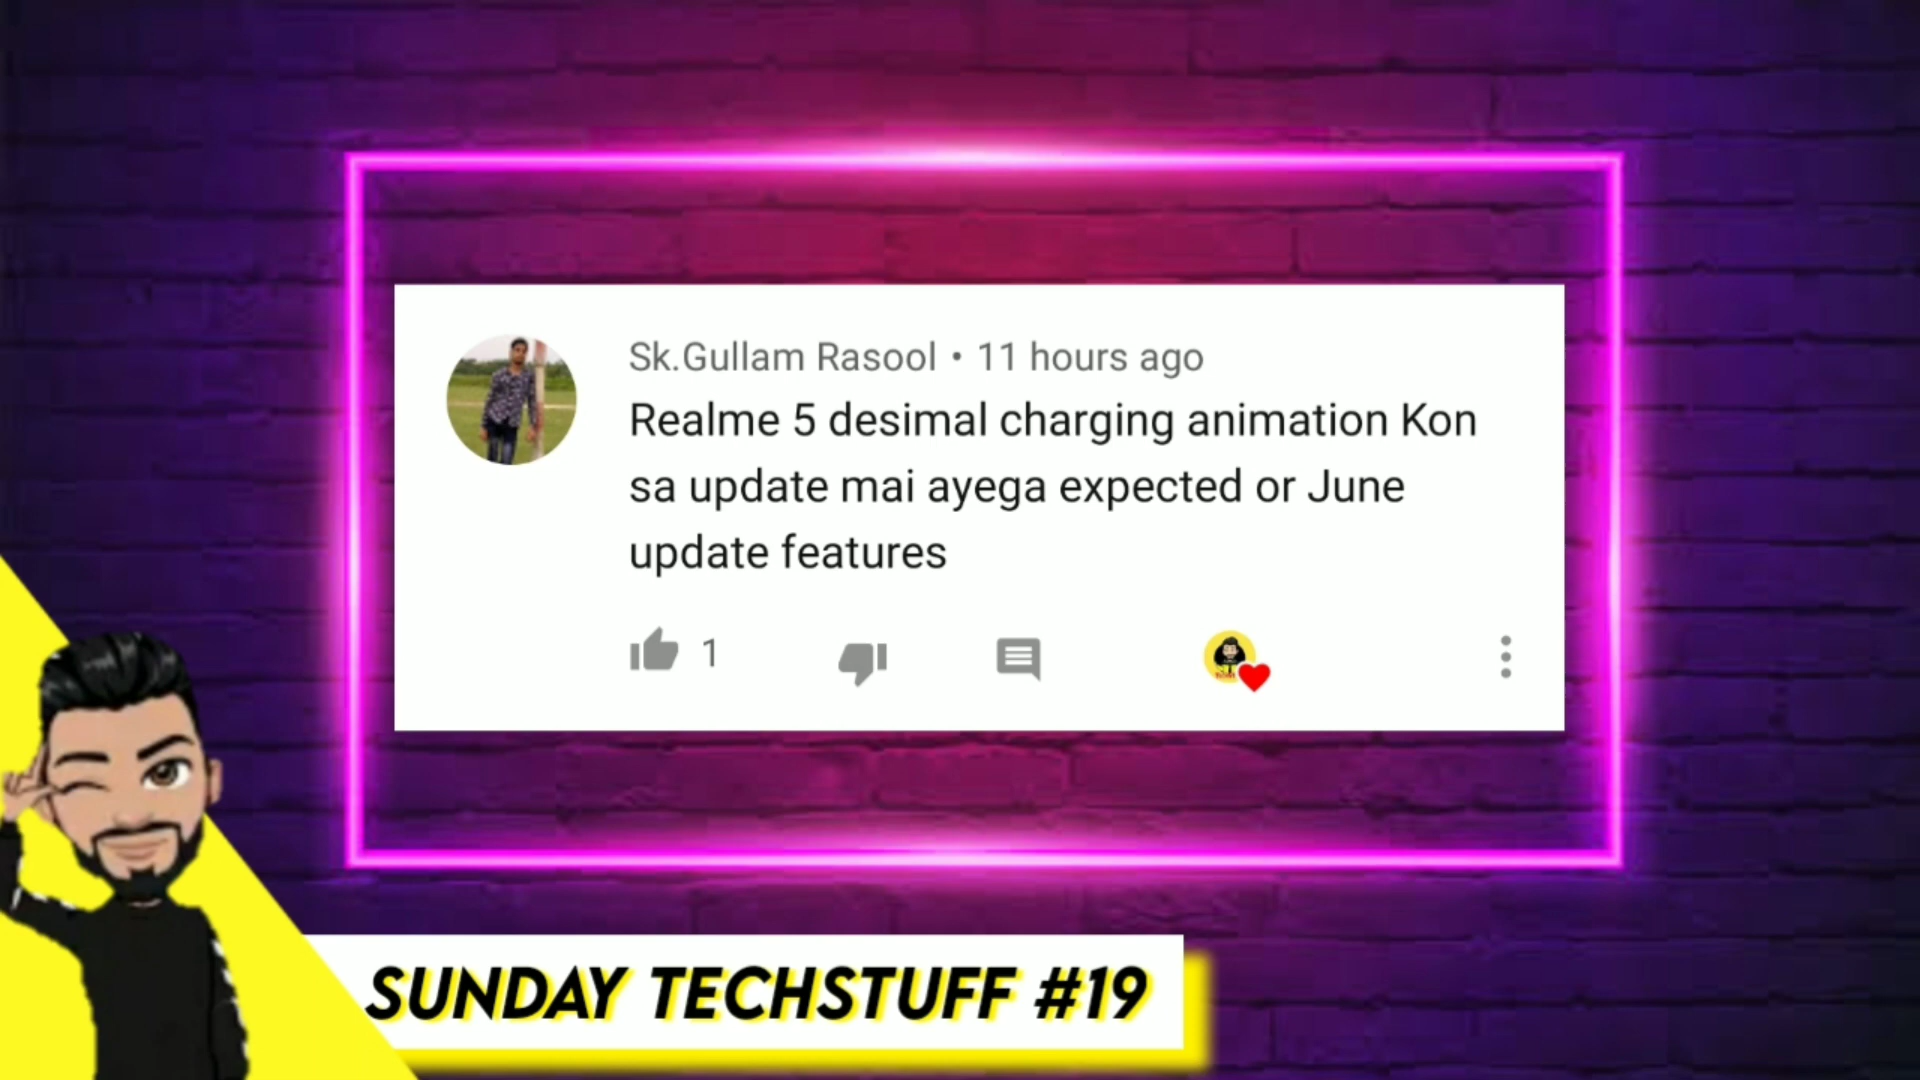 Sk.Gullam Rasool • 11 hours ago
Realme 5 desimal charging animation Kon
sa update mai ayega expected or June
update features
1
SUNDAY TECHSTUFF #19